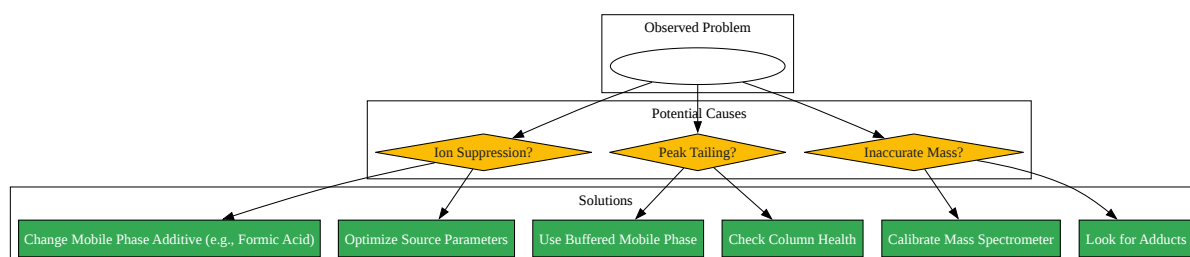 Observed Problem
Potential Causes
Ion Suppression?
Peak Tailing?
Inaccurate Mass?
Solutions
Change Mobile Phase Additive (e.g., Formic Acid)
Optimize Source Parameters
Use Buffered Mobile Phase
Check Column Health
Calibrate Mass Spectrometer
Look for Adducts